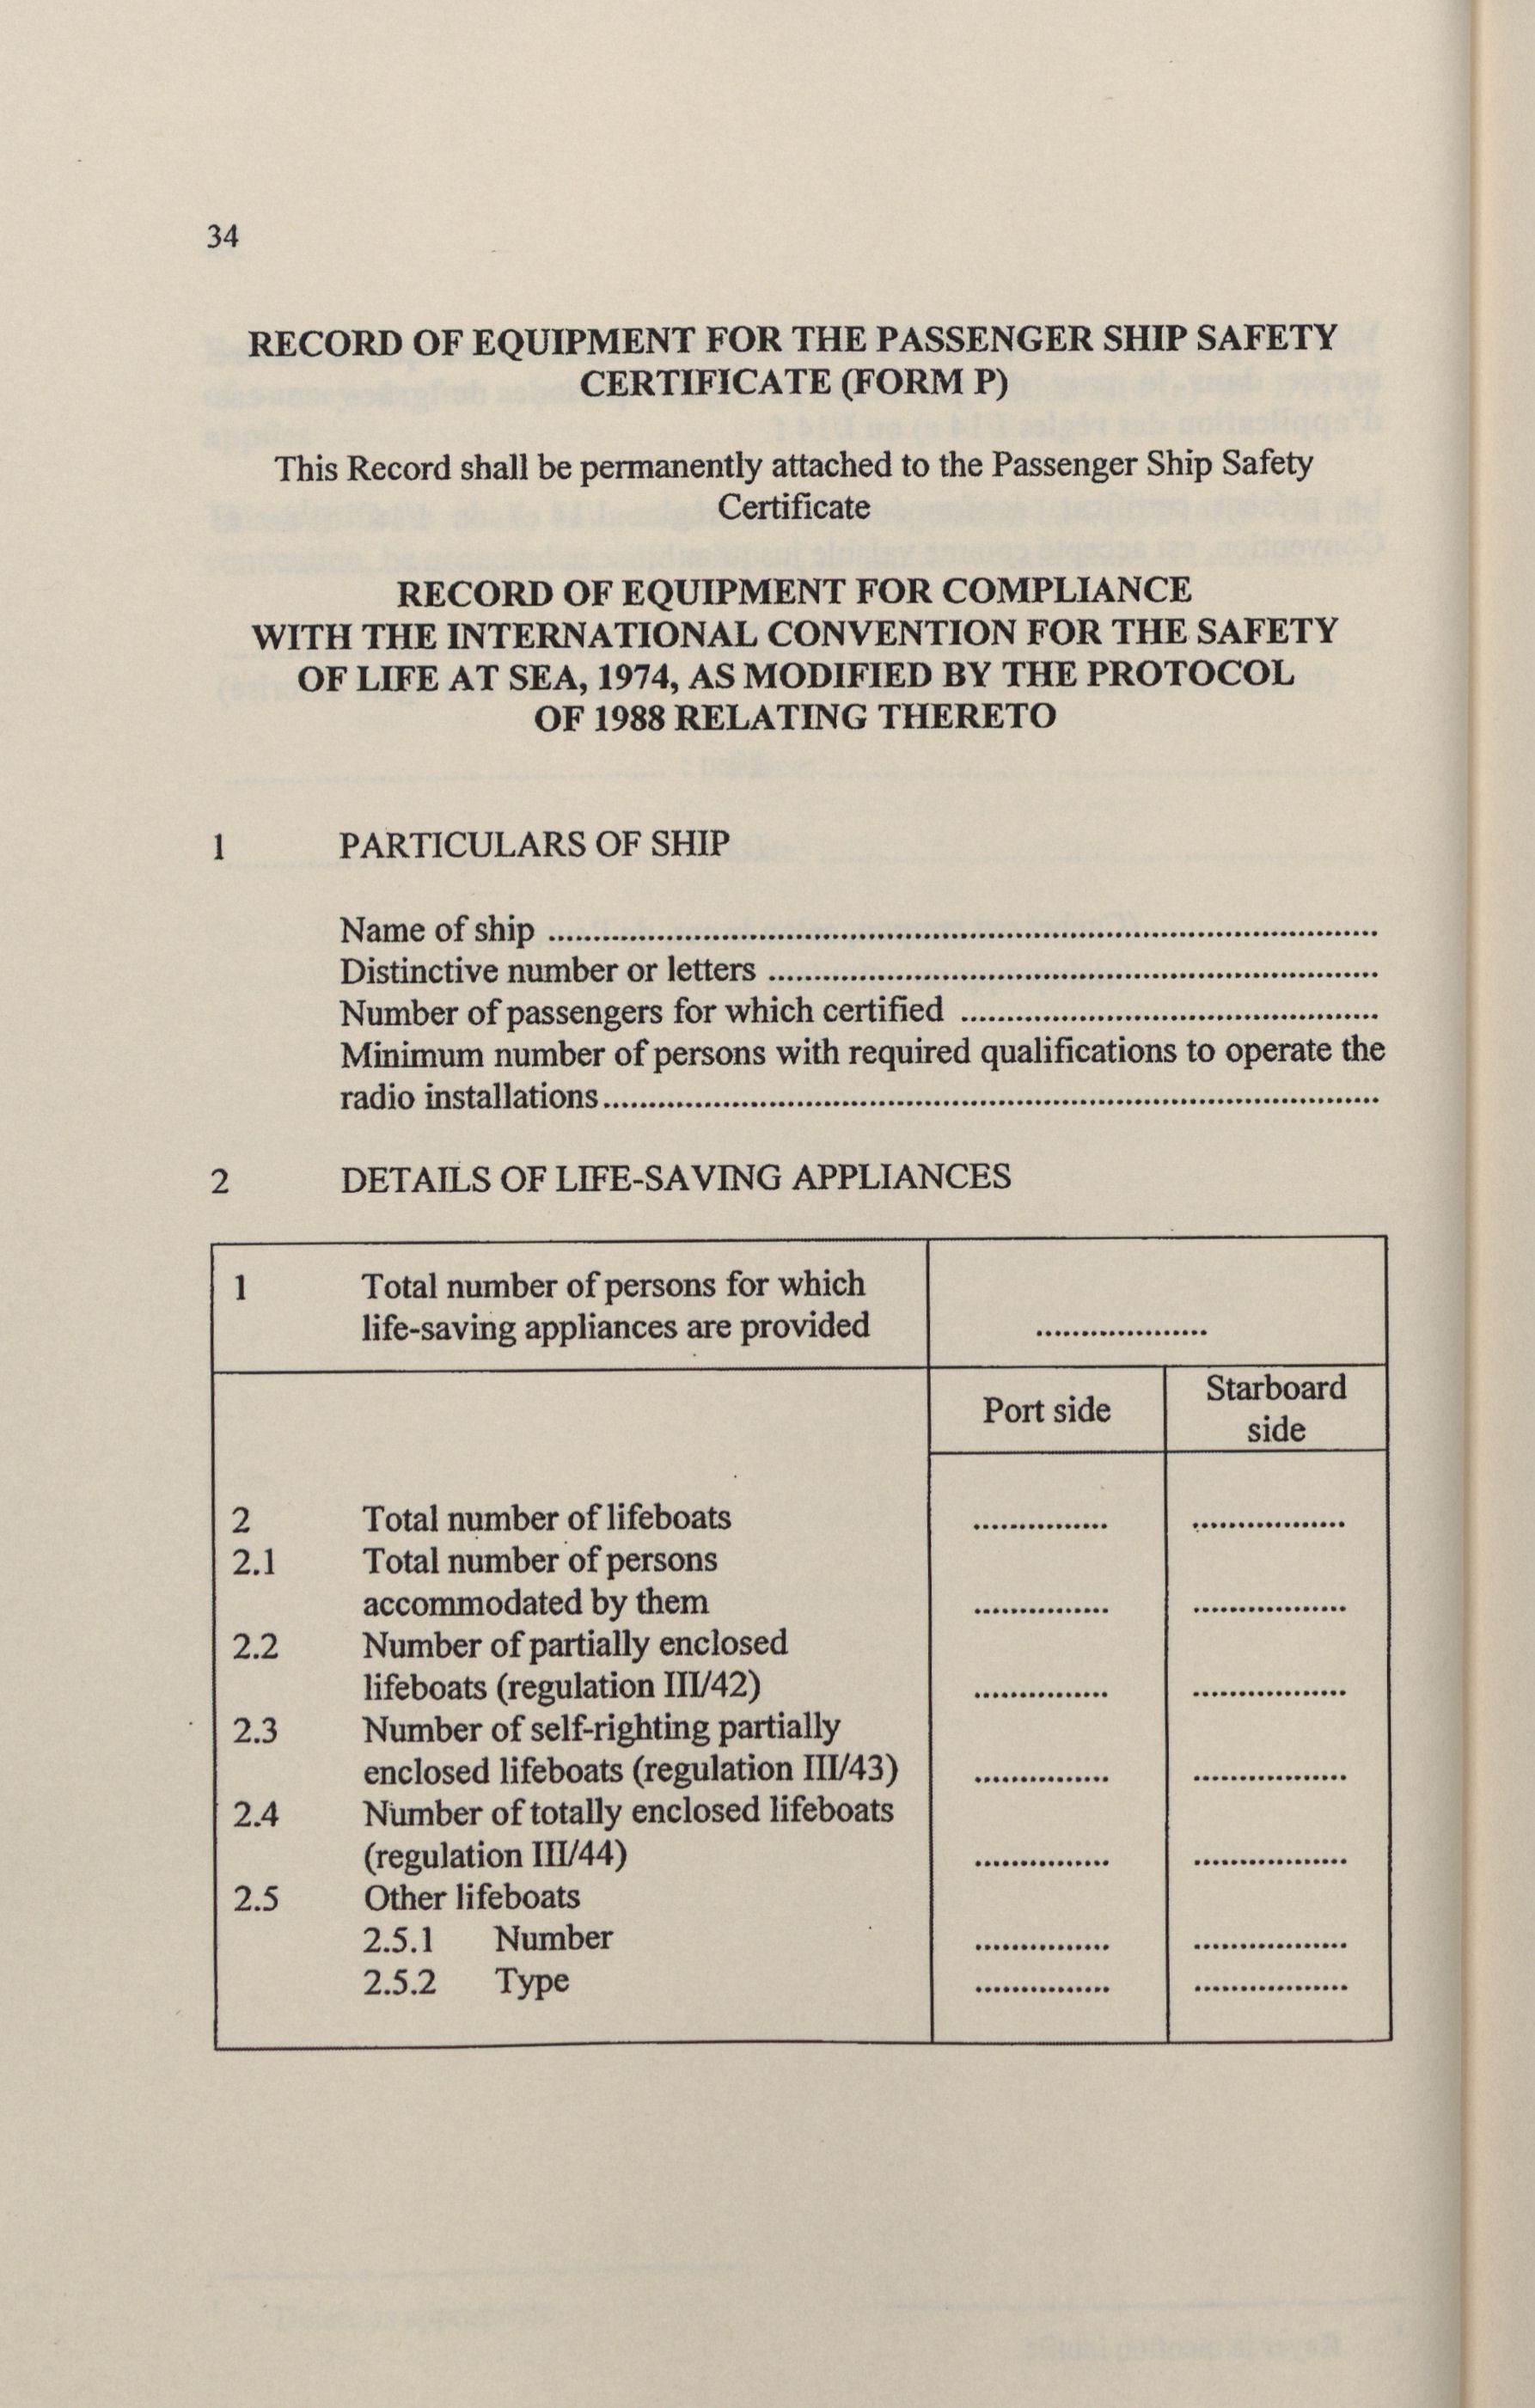 34
RECORD OF EQUIPMENT FOR THE PASSENGER SHIP SAFETY
CERTIFICATE (FORM P)
This Record shall be permanently attached to the Passenger Ship Safety
Certificate
RECORD OF EQUIPMENT FOR COMPLIANCE
WITH THE INTERNATIONAL CONVENTION FOR THE SAFETY
OF LIFE AT SEA, 1974, AS MODIFIED BY THE PROTOCOL
OF 1988 RELATING THERETO
1 PARTICULARS OF SHIP
Name of ship ..........................................................................................
Distinctive number or letters ..................................................................
Number of passengers for which certified .............................................
Minimum number of persons with required qualifications to operate the
radio installations....................................................................................
2 DETAILS OF LIFE-SAVING APPLIANCES
1 Total number of persons for which
life-saving appliances are provided ...................
Port side
Starboard
side
2 Total number of lifeboats ............... .................
2.1 Total number of persons
accommodated by them ............... .................
2.2 Number of partially enclosed
lifeboats (regulation III/42) ............... .................
2.3 Number of self-righting partially
enclosed lifeboats (regulation III/43) ............... .................
2.4 Number of totally enclosed lifeboats
(regulation III/44) ............... .................
2.5 Other lifeboats
2.5.1 Number ............... .................
2.5.2 Type ............... .................